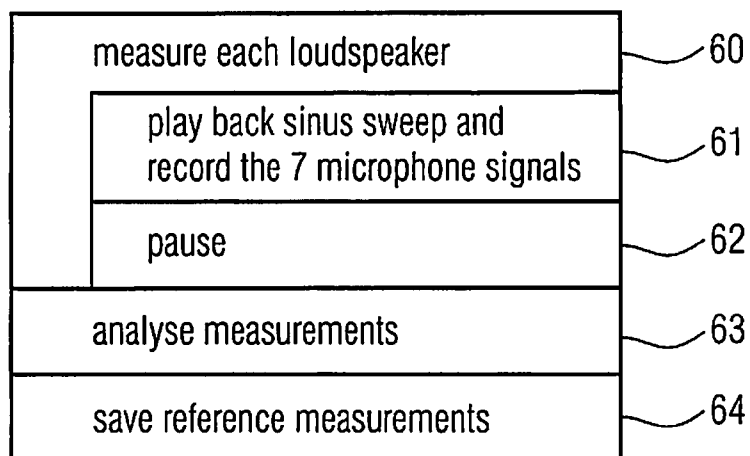 measure each loudspeaker
60
play back sinus sweep and
record the 7 microphone signals
61
pause
62
analyse measurements
63
save reference measurements
64